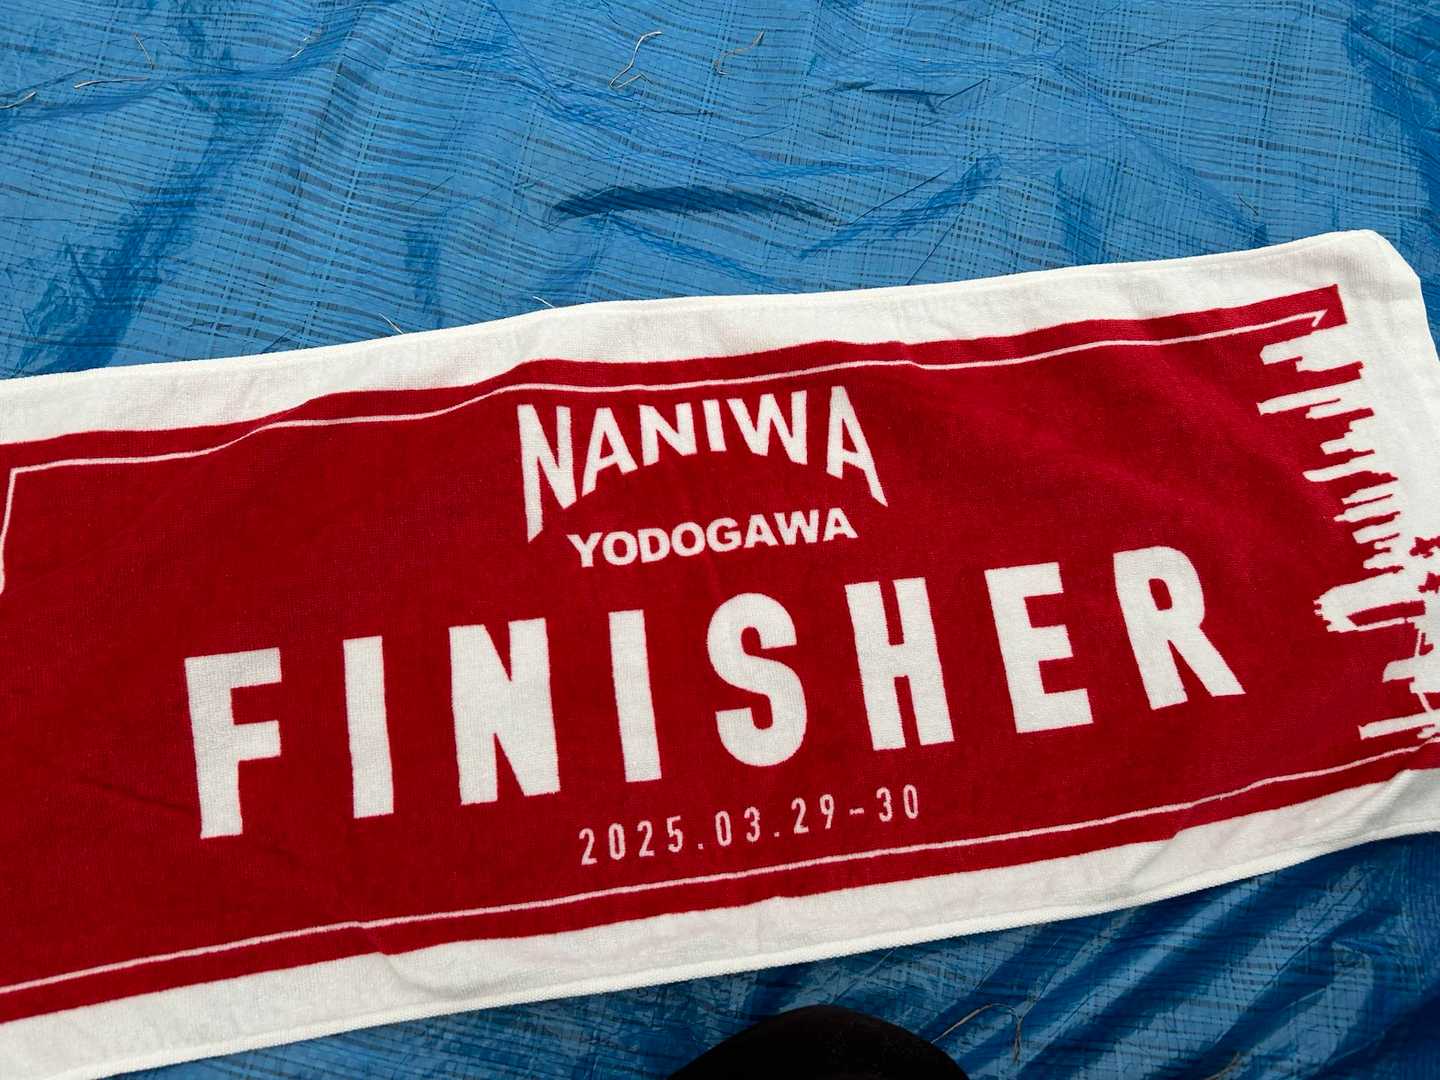 NANIWA
YODOGAWA
FINISHER
2025.03.29-30